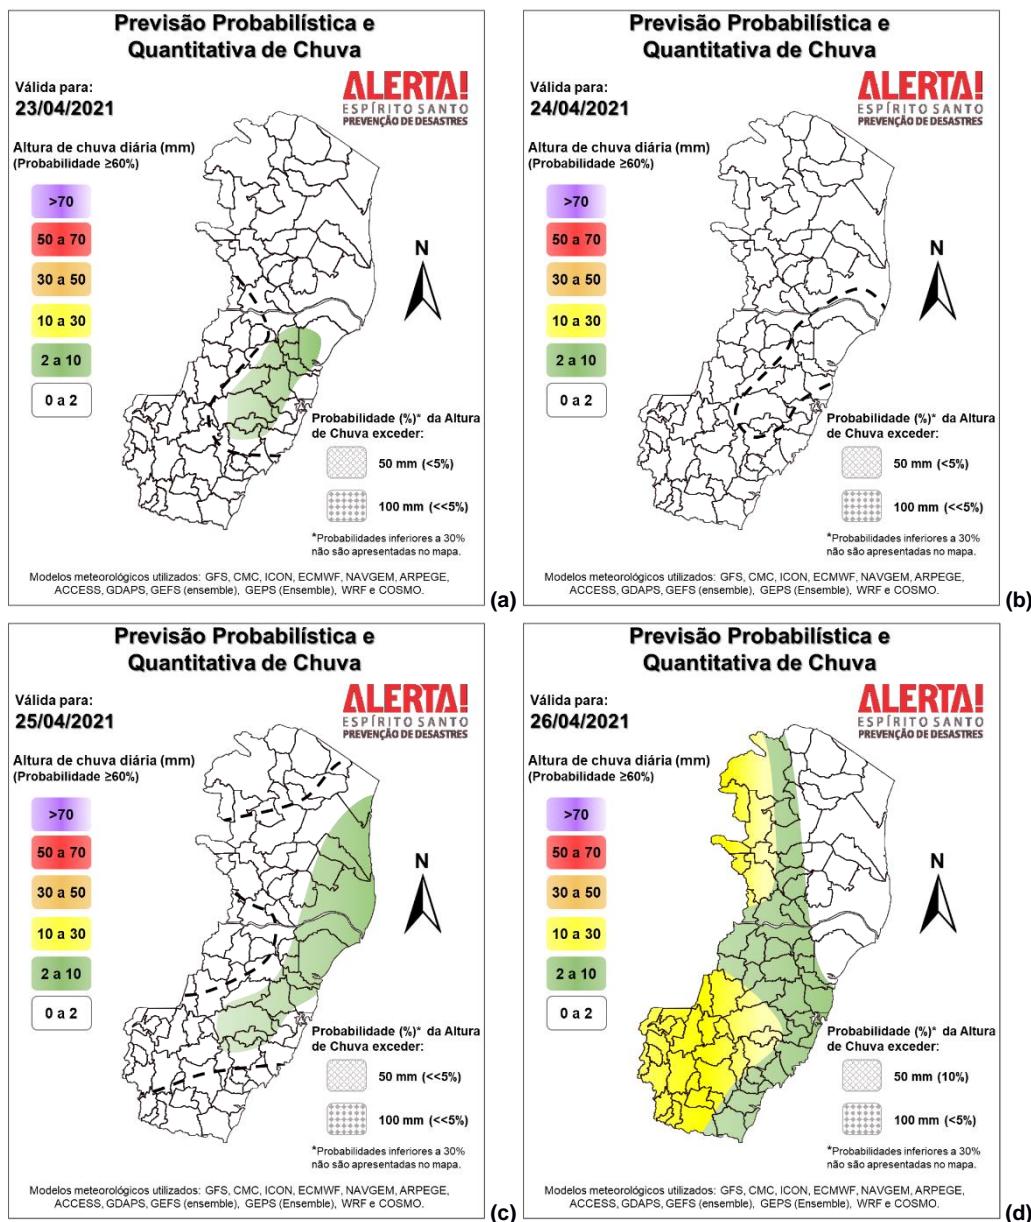 Previsão Probabilística e
Quantitativa de Chuva
Válida para:
23/04/2021
ALERTA!
ESPÍRITO SANTO
PREVENÇÃO DE DESASTRES
Altura de chuva diária (mm)
(Probabilidade ≥60%)
>70
50 a 70
30 a 50
10 a 30
2 a 10
0 a 2
N
Probabilidade (%)* da Altura
de Chuva exceder:
50 mm (<5%)
100 mm (<<5%)
*Probabilidades inferiores a 30%
não são apresentadas no mapa.
Modelos meteorológicos utilizados: GFS, CMC, ICON, ECMWF, NAVGEM, ARPEGE,
ACCESS, GDAPS, GEFS (ensemble), GEPS (Ensemble), WRF e COSMO.
(a)
Previsão Probabilística e
Quantitativa de Chuva
Válida para:
24/04/2021
ALERTA!
ESPÍRITO SANTO
PREVENÇÃO DE DESASTRES
Altura de chuva diária (mm)
(Probabilidade ≥60%)
>70
50 a 70
30 a 50
10 a 30
2 a 10
0 a 2
N
Probabilidade (%)* da Altura
de Chuva exceder:
50 mm (<5%)
100 mm (<<5%)
*Probabilidades inferiores a 30%
não são apresentadas no mapa.
Modelos meteorológicos utilizados: GFS, CMC, ICON, ECMWF, NAVGEM, ARPEGE,
ACCESS, GDAPS, GEFS (ensemble), GEPS (Ensemble), WRF e COSMO.
(b)
Previsão Probabilística e
Quantitativa de Chuva
Válida para:
25/04/2021
ALERTA!
ESPÍRITO SANTO
PREVENÇÃO DE DESASTRES
Altura de chuva diária (mm)
(Probabilidade ≥60%)
>70
50 a 70
30 a 50
10 a 30
2 a 10
0 a 2
N
Probabilidade (%)* da Altura
de Chuva exceder:
50 mm (<<5%)
100 mm (<<5%)
*Probabilidades inferiores a 30%
não são apresentadas no mapa.
Modelos meteorológicos utilizados: GFS, CMC, ICON, ECMWF, NAVGEM, ARPEGE,
ACCESS, GDAPS, GEFS (ensemble), GEPS (Ensemble), WRF e COSMO.
(c)
Previsão Probabilística e
Quantitativa de Chuva
Válida para:
26/04/2021
ALERTA!
ESPÍRITO SANTO
PREVENÇÃO DE DESASTRES
Altura de chuva diária (mm)
(Probabilidade ≥60%)
>70
50 a 70
30 a 50
10 a 30
2 a 10
0 a 2
N
Probabilidade (%)* da Altura
de Chuva exceder:
50 mm (10%)
100 mm (<5%)
*Probabilidades inferiores a 30%
não são apresentadas no mapa.
Modelos meteorológicos utilizados: GFS, CMC, ICON, ECMWF, NAVGEM, ARPEGE,
ACCESS, GDAPS, GEFS (ensemble), GEPS (Ensemble), WRF e COSMO.
(d)